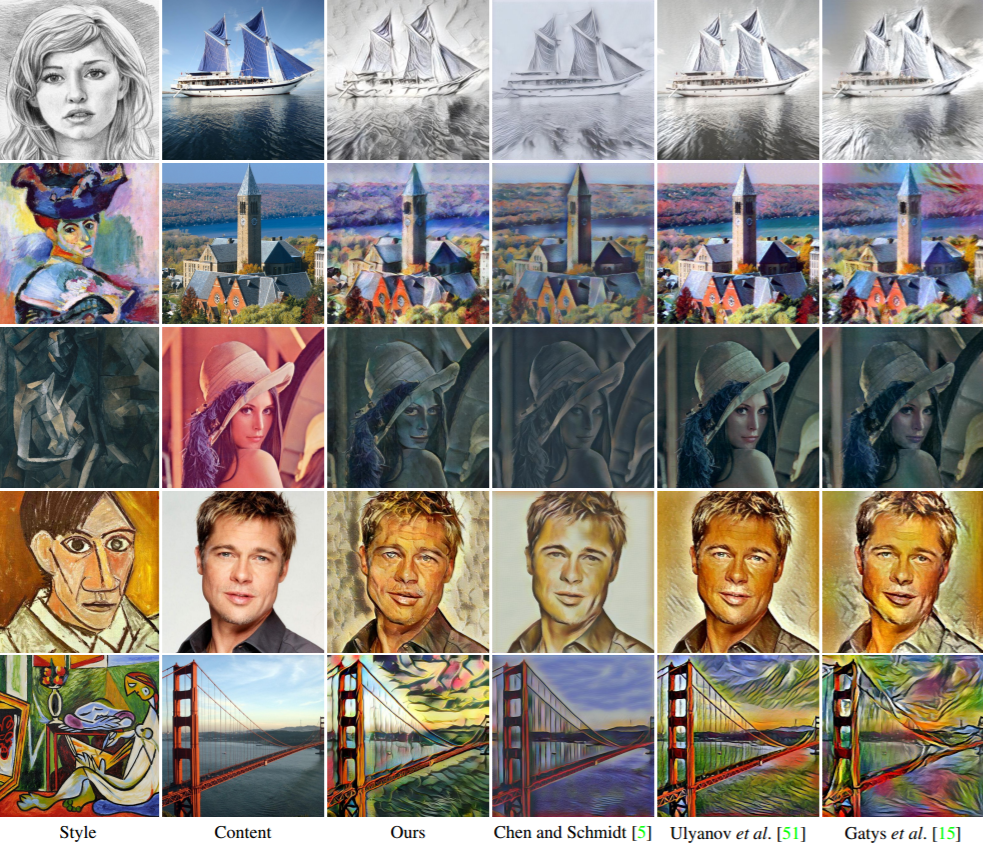 Style Content Ours Chen and Schmidt [5] Ulyanov et al. [51] Gatys et al. [15]